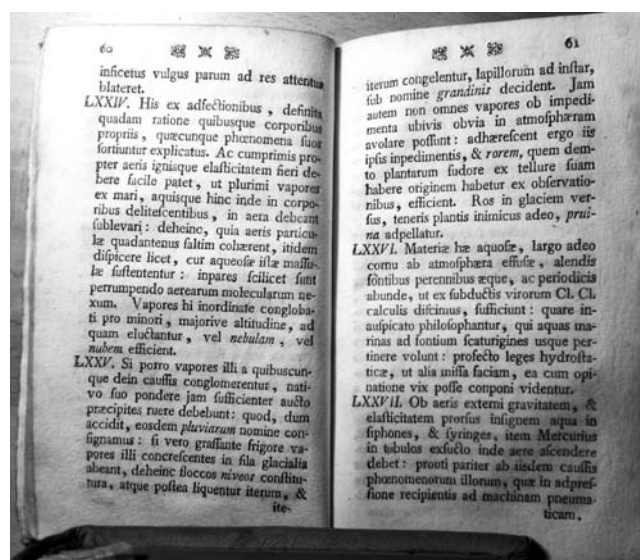 60
inficetus vulgus parum ad res attentus
blateret.
LXXIV. His ex adfectionibus, definita
quadam ratione quibusque corporibus
propriis, quæcunque phœnomena suos
sortiuntur explicatus. Ac cumprimis pro-
pter aeris ignisque elasticitatem fieri de-
bere facile patet, ut plurimi vapores
ex mari, aquisque hinc inde in corpo-
ribus delitescentibus, in aera debeant
sublevari: deheinc, quia aeris particu-
læ quadantenus saltim cohærent, itidem
dispicere licet, cur aqueosæ istæ massu-
læ sustententur: inpares scilicet sunt
perrumpendo aerearum molecularum ne-
xum. Vapores hi inordinate congloba-
ti pro minori, majorive altitudine, ad
quam eluctantur, vel nebulam, vel
nubem efficient.
LXXV. Si porro vapores illi a quibuscun-
que dein caussis conglomerentur, nati-
vo suo pondere jam sufficienter aucto
præcipites ruere debebunt: quod, dum
accidit, eosdem pluviarum nomine con-
signamus: si vero grassante frigore va-
pores illi concrescentes in fila glacialia
abeant, deheinc floccos niveos constitu-
tura, atque postea liquentur iterum, &
ite-
61
iterum congelentur, lapillorum ad instar,
sub nomine grandinis decident. Jam
autem non omnes vapores ob impedi-
menta ubivis obvia in atmosphæram
avolare possunt: adhærescent ergo iis
ipsis inpedimentis, & rorem, quem dem-
to plantarum sudore ex tellure suam
habere originem habetur ex observatio-
nibus, efficient. Ros in glaciem ver-
sus, teneris plantis inimicus adeo, prui-
na adpellatur.
LXXVI. Materiæ hæ aquosæ, largo adeo
cornu ab atmosphæra effusæ, alendis
fontibus perennibus æque, ac periodicis
abunde, ut ex subductis virorum Cl. Cl.
calculis discimus, sufficiunt: quare in-
auspicato philosophantur, qui aquas ma-
rinas ad fontium scaturigines usque per-
tinere volunt: profecto leges hydrosta-
ticæ, ut alia missa faciam, ea cum opi-
natione vix posse conponi videntur.
LXXVII. Ob aeris externi gravitatem, &
elasticitatem prorsus insignem aqua in
siphones, & syringes, item Mercurius
in tubulos exsucto inde aere ascendere
debet: prouti pariter ab iisdem caussis
phœnomenorum illorum, quæ in adpres-
sione recipientis ad machinam pneuma-
ticam,